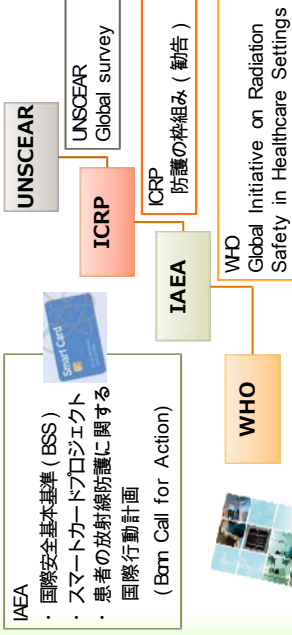 IAEA
・ 国際安全基本基準 ( BSS )
・ スマートカードプロジェクト
・ 患者の放射線防護に関する
国際行動計画
( Bonn Call for Action)
Smart Card
UNSCEAR
UNSCEAR
Global survey
ICRP
ICRP
防護の枠組み ( 勧告 )
IAEA
WHO
WHO
Global Initiative on Radiation
Safety in Healthcare Settings